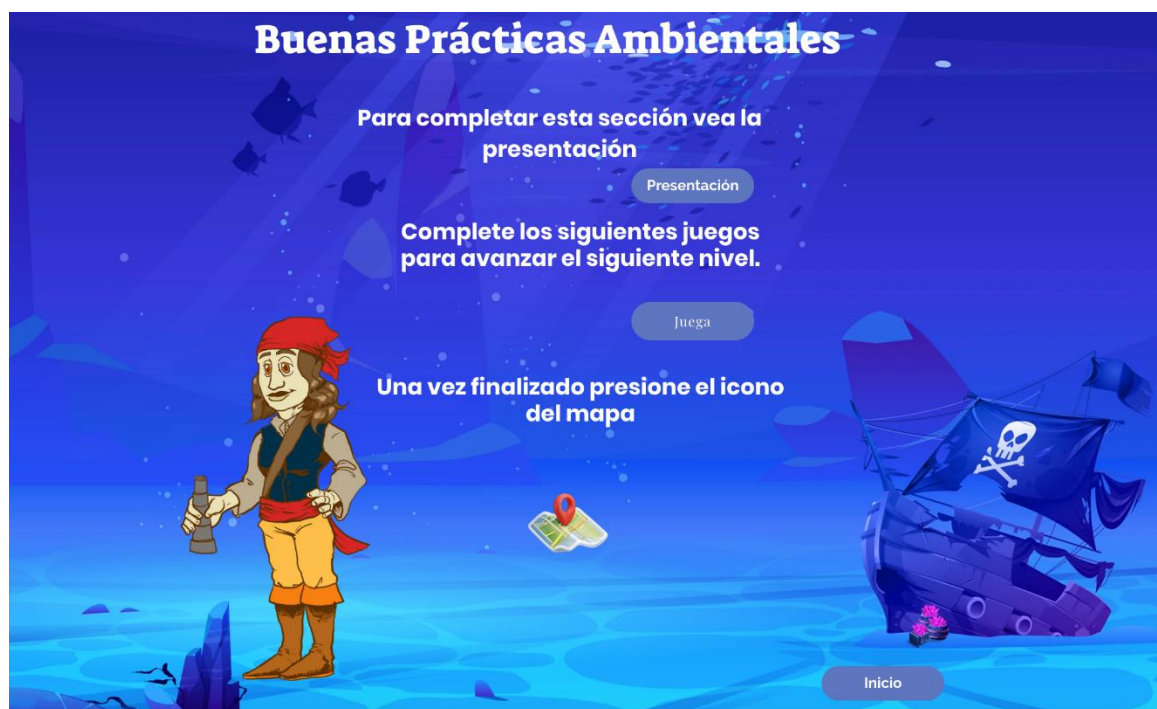 Buenas Prácticas Ambientales
Para completar esta sección vea la
presentación
Presentación
Complete los siguientes juegos
para avanzar el siguiente nivel.
Juega
Una vez finalizado presione el icono
del mapa
Inicio